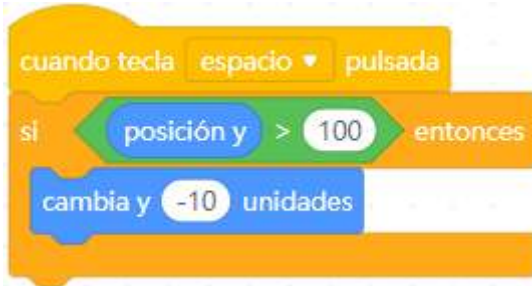 cuando tecla espacio ▼ pulsada
si posición y > 100 entonces
cambia y -10 unidades